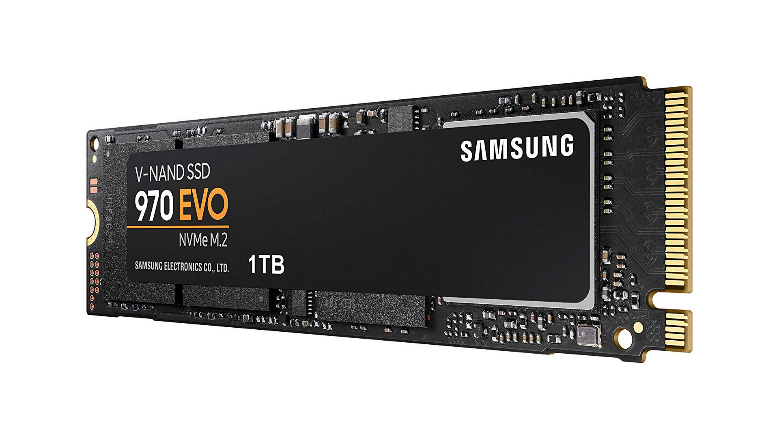 SAMSUNG
V-NAND SSD
970 EVO
NVMe M.2
SAMSUNG ELECTRONICS CO., LTD.
1TB